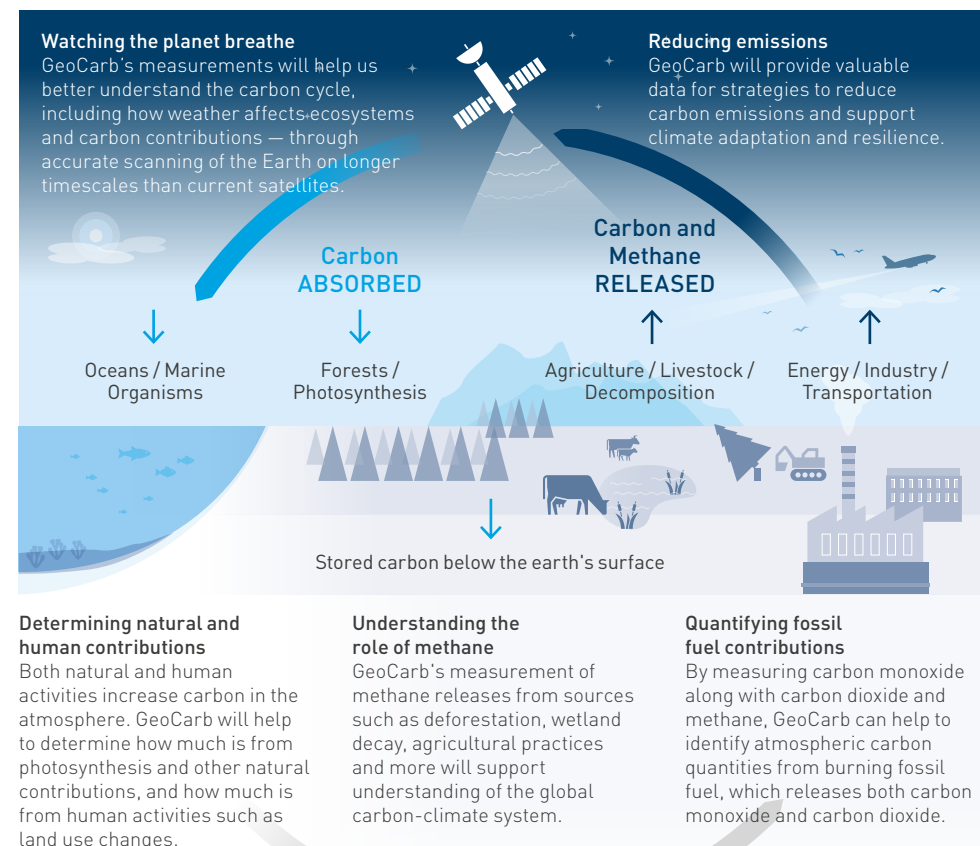 Watching the planet breathe
GeoCarb's measurements will help us
better understand the carbon cycle,
including how weather affects ecosystems
and carbon contributions — through
accurate scanning of the Earth on longer
timescales than current satellites.
Reducing emissions
GeoCarb will provide valuable
data for strategies to reduce
carbon emissions and support
climate adaptation and resilience.
Carbon
ABSORBED
Carbon and
Methane
RELEASED
Oceans / Marine
Organisms
Forests /
Photosynthesis
Agriculture / Livestock /
Decomposition
Energy / Industry /
Transportation
Stored carbon below the earth's surface
Determining natural and
human contributions
Both natural and human
activities increase carbon in the
atmosphere. GeoCarb will help
to determine how much is from
photosynthesis and other natural
contributions, and how much is
from human activities such as
land use changes.
Understanding the
role of methane
GeoCarb's measurement of
methane releases from sources
such as deforestation, wetland
decay, agricultural practices
and more will support
understanding of the global
carbon-climate system.
Quantifying fossil
fuel contributions
By measuring carbon monoxide
along with carbon dioxide and
methane, GeoCarb can help to
identify atmospheric carbon
quantities from burning fossil
fuel, which releases both carbon
monoxide and carbon dioxide.